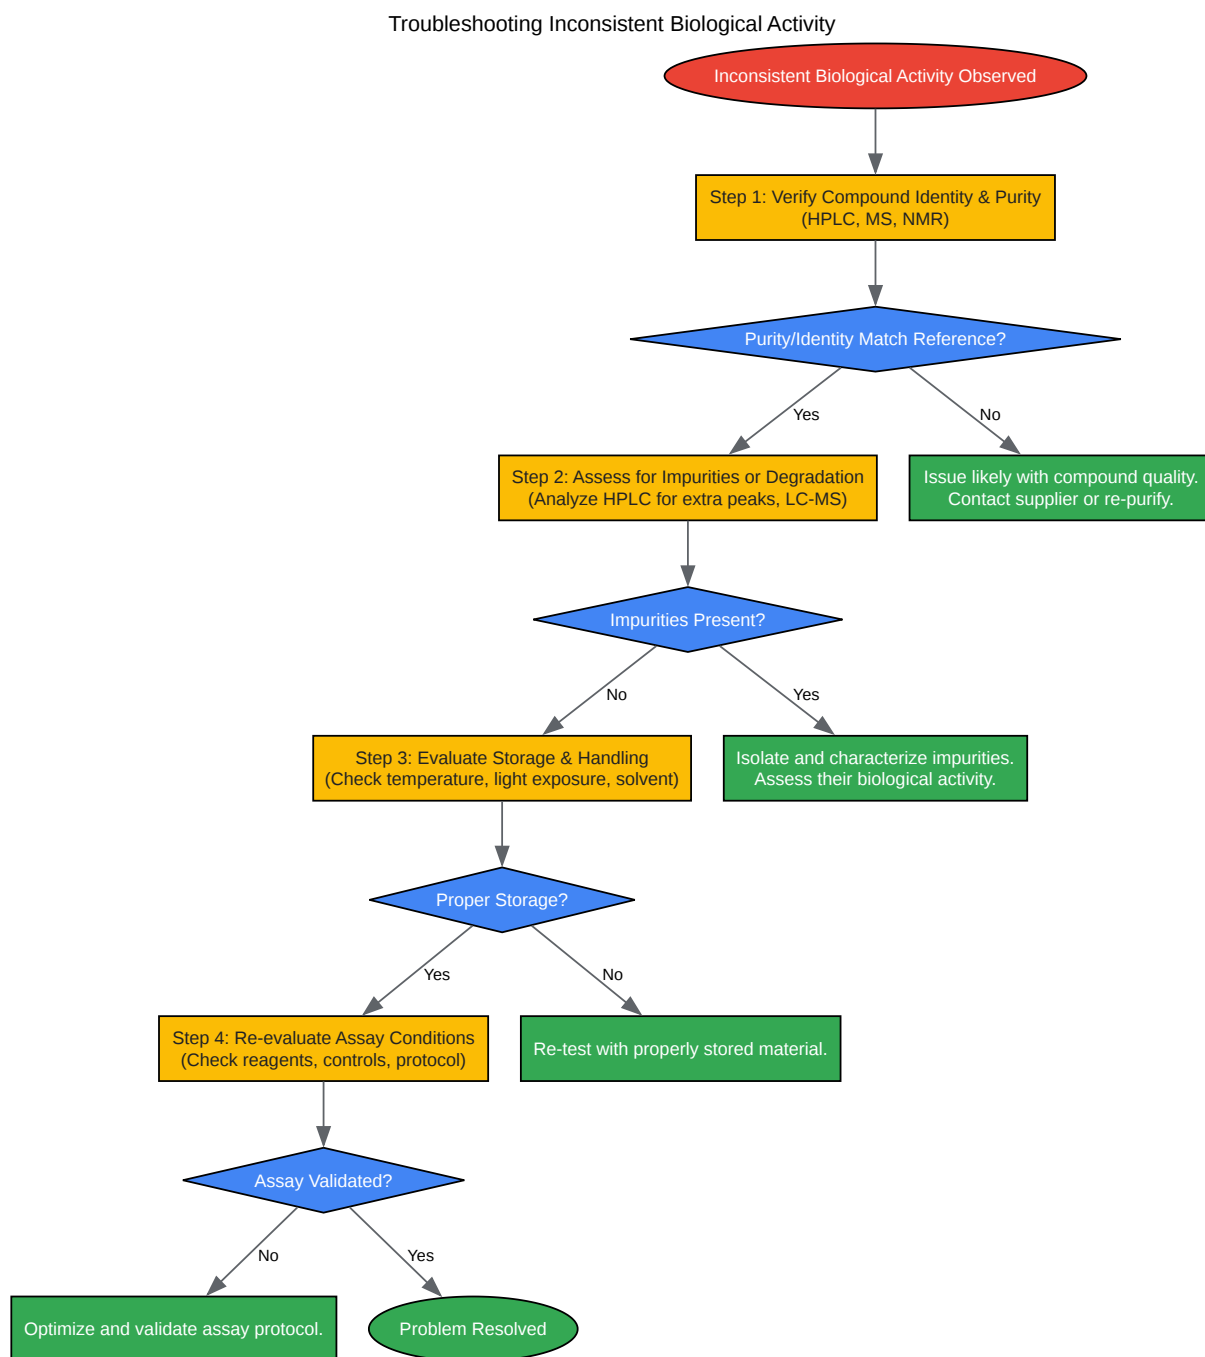 Troubleshooting Inconsistent Biological Activity
Inconsistent Biological Activity Observed
Step 1: Verify Compound Identity & Purity
(HPLC, MS, NMR)
Purity/Identity Match Reference?
Yes
No
Step 2: Assess for Impurities or Degradation
(Analyze HPLC for extra peaks, LC-MS)
Issue likely with compound quality.
Contact supplier or re-purify.
Impurities Present?
No
Yes
Step 3: Evaluate Storage & Handling
(Check temperature, light exposure, solvent)
Isolate and characterize impurities.
Assess their biological activity.
Proper Storage?
Yes
No
Step 4: Re-evaluate Assay Conditions
(Check reagents, controls, protocol)
Re-test with properly stored material.
Assay Validated?
No
Yes
Optimize and validate assay protocol.
Problem Resolved